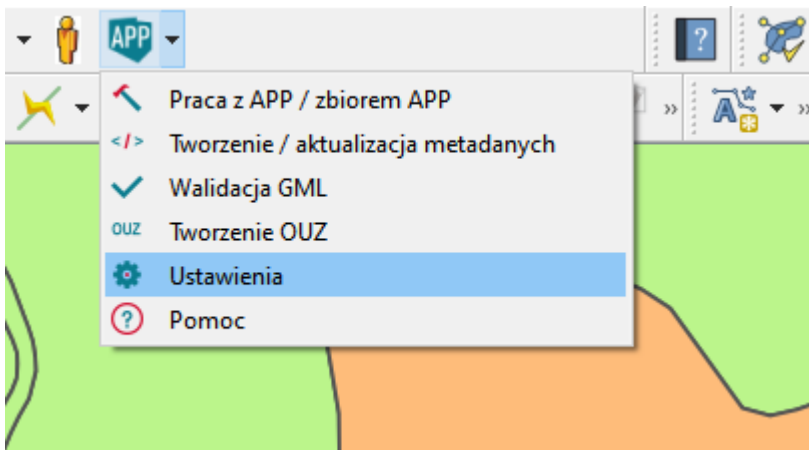 APP
?
»
A
»
Praca z APP / zbiorem APP
</> Tworzenie / aktualizacja metadanych
Walidacja GML
OUZ Tworzenie OUZ
Ustawienia
? Pomoc